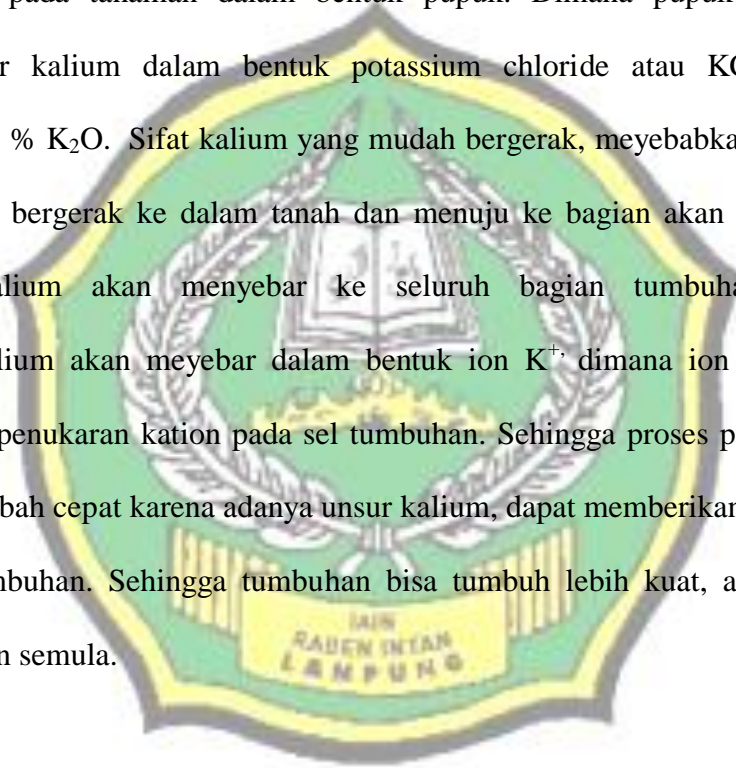 pada tanaman dalam bentuk pupuk. Dimana pupuk
r kalium dalam bentuk potassium chloride atau KC
% K₂O. Sifat kalium yang mudah bergerak, meyebabka
bergerak ke dalam tanah dan menuju ke bagian akan
alium akan menyebar ke seluruh bagian tumbuha
lium akan meyebar dalam bentuk ion K⁺, dimana ion
penukaran kation pada sel tumbuhan. Sehingga proses p
bah cepat karena adanya unsur kalium, dapat memberikan
mbuhan. Sehingga tumbuhan bisa tumbuh lebih kuat, a
n semula.
IAIN
RADEN INTAN
LAMPUNG